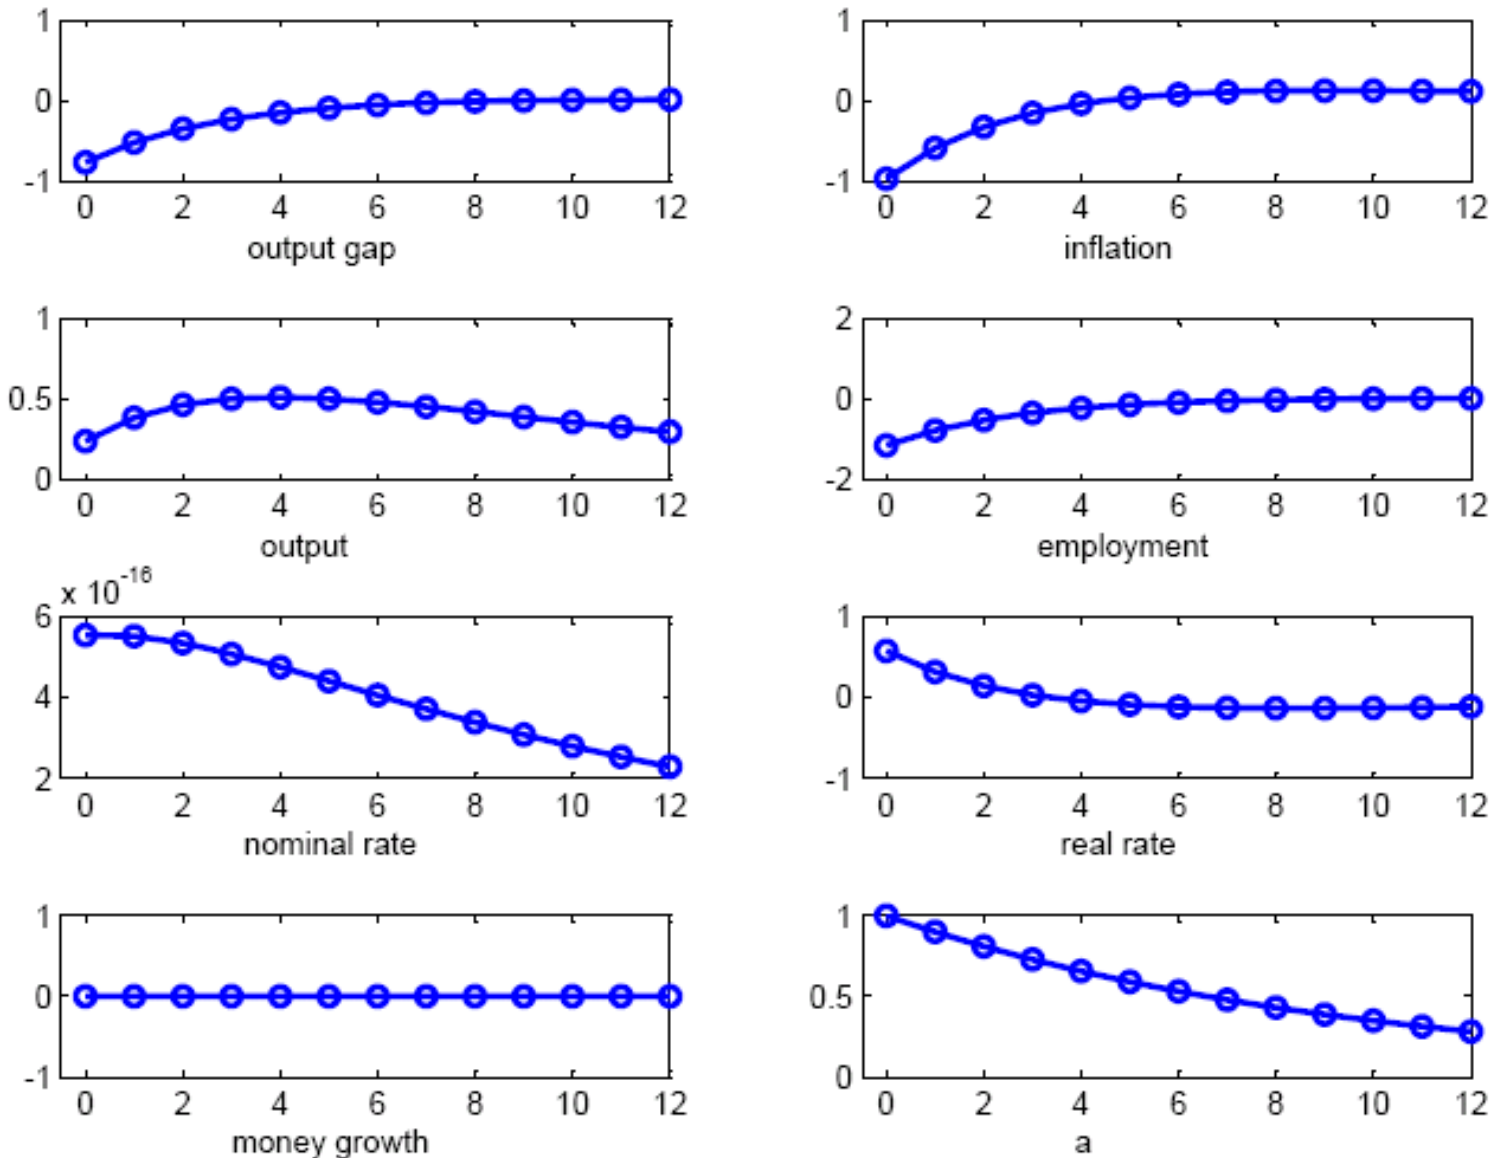 1 1
0 0
-1 -1
0 2 4 6 8 10 12 0 2 4 6 8 10 12
output gap inflation
1 2
0.5 0
0 -2
0 2 4 6 8 10 12 0 2 4 6 8 10 12
output employment
x 10^-16
6 1
4 0
2 -1
0 2 4 6 8 10 12 0 2 4 6 8 10 12
nominal rate real rate
1 1
0 0.5
-1 0
0 2 4 6 8 10 12 0 2 4 6 8 10 12
money growth a